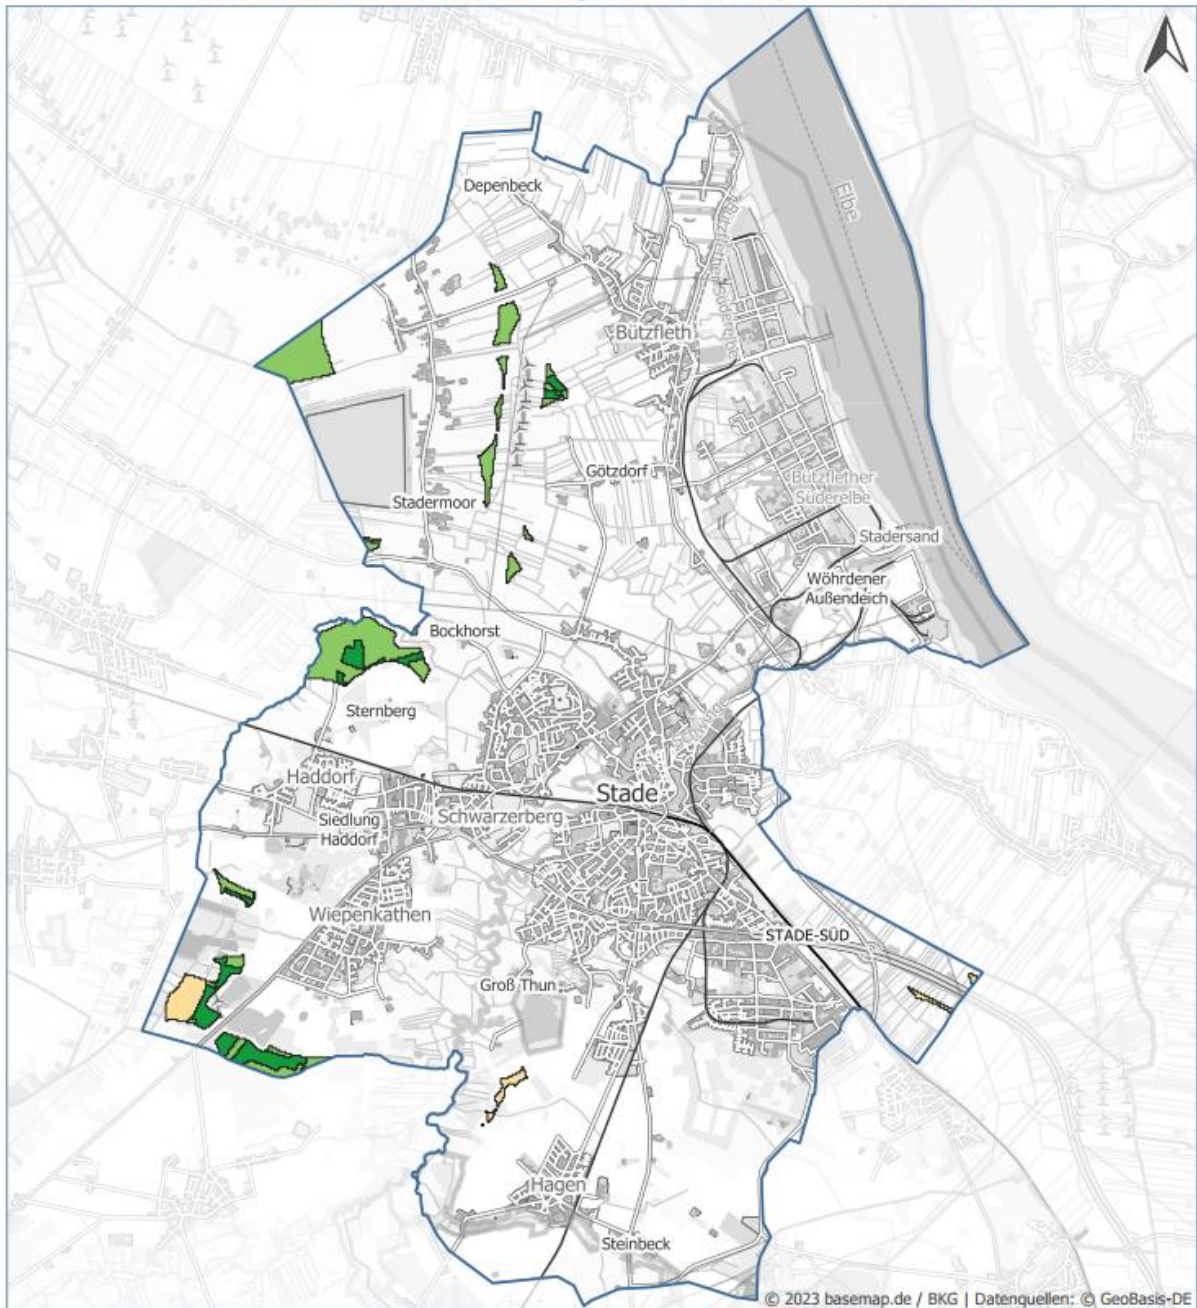 Elbe
Depenbeck
Bützfleth
Götzdorf
Bützflether
Süderelbe
Stadermoor
Stadersand
Wöhrdener
Außendeich
Bockhorst
Sternberg
Haddorf
Stade
Siedlung
Haddorf
Schwarzerberg
Wiepenkathen
STADE-SÜD
Groß Thun
Hagen
Steinbeck
© 2023 basemap.de / BKG | Datenquellen: © GeoBasis-DE